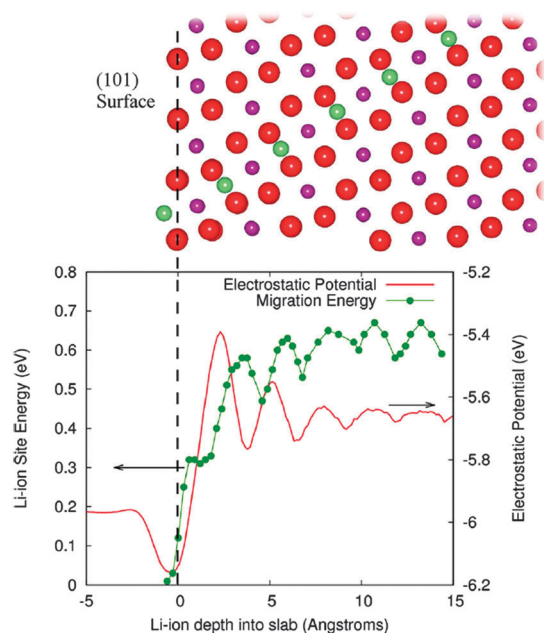 (101)
Surface
Electrostatic Potential
Migration Energy
Li-ion Site Energy (eV)
0.8
0.7
0.6
0.5
0.4
0.3
0.2
0.1
0
-5.2
-5.4
-5.6
-5.8
-6
-6.2
Electrostatic Potential (eV)
-5 0 5 10 15
Li-ion depth into slab (Angstroms)